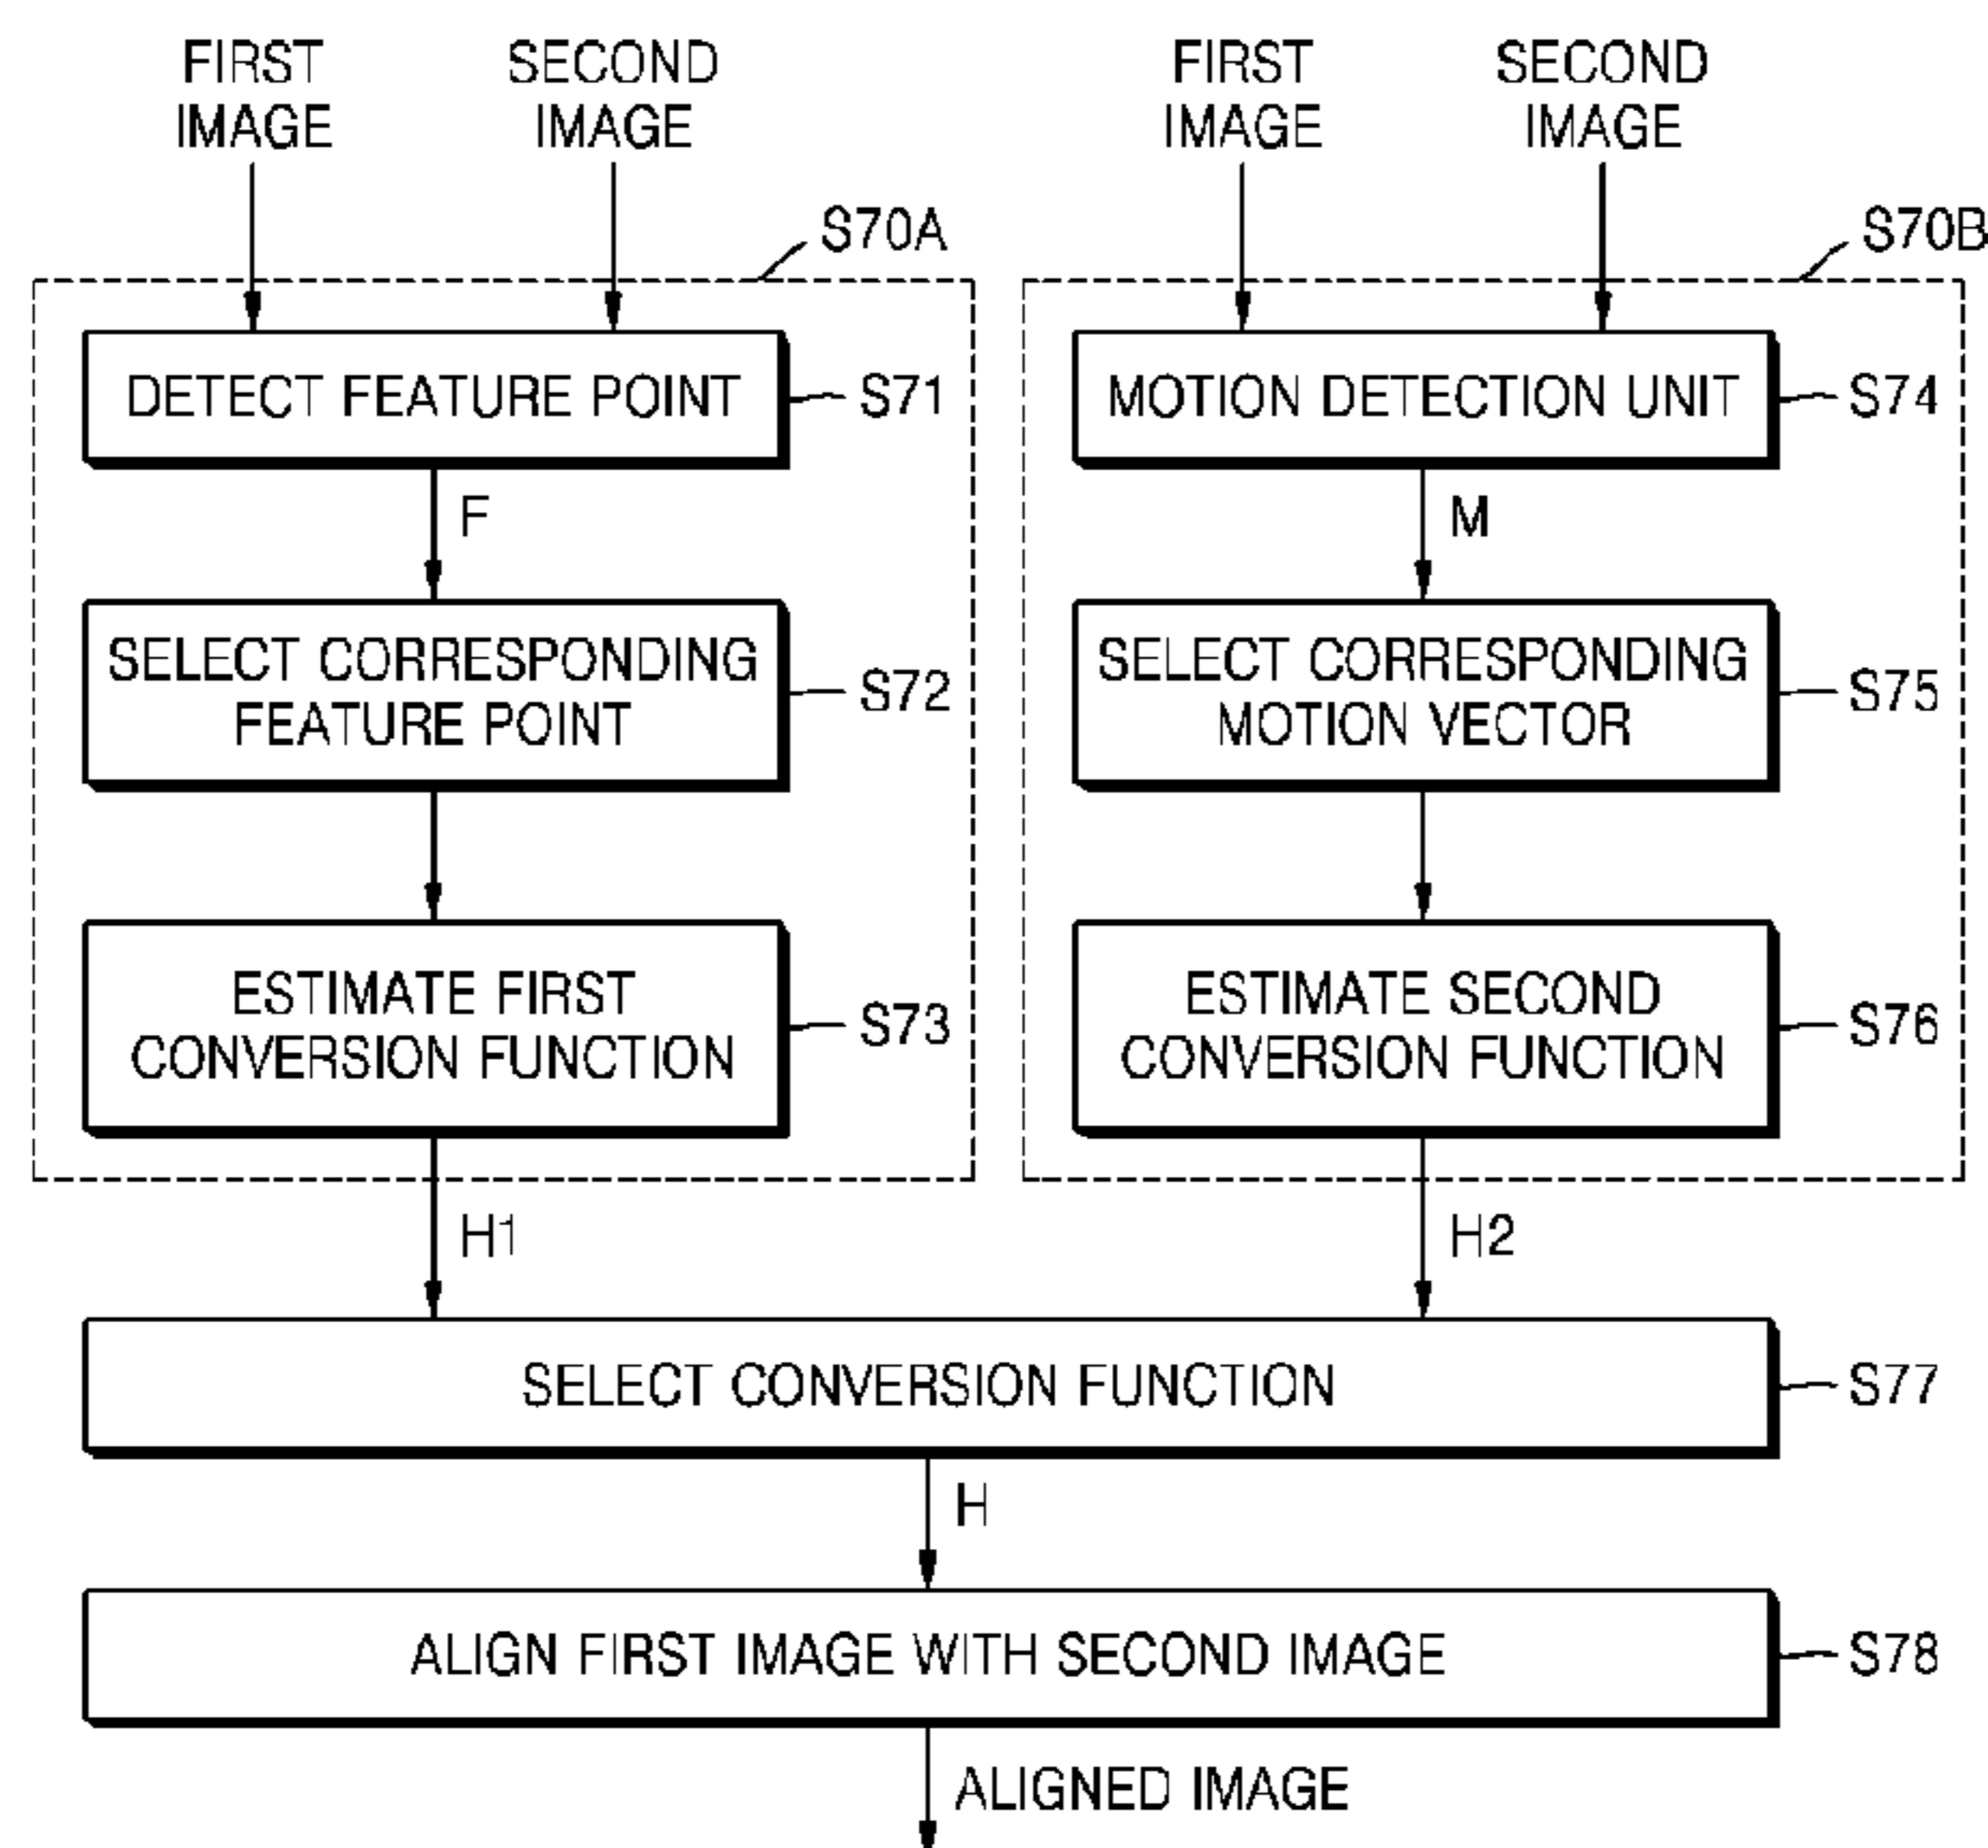 FIRST
IMAGE
SECOND
IMAGE
FIRST
IMAGE
SECOND
IMAGE
S70A
S70B
DETECT FEATURE POINT
S71
MOTION DETECTION UNIT
S74
F
M
SELECT CORRESPONDING
FEATURE POINT
S72
SELECT CORRESPONDING
MOTION VECTOR
S75
ESTIMATE FIRST
CONVERSION FUNCTION
S73
ESTIMATE SECOND
CONVERSION FUNCTION
S76
H1
H2
SELECT CONVERSION FUNCTION
S77
H
ALIGN FIRST IMAGE WITH SECOND IMAGE
S78
ALIGNED IMAGE